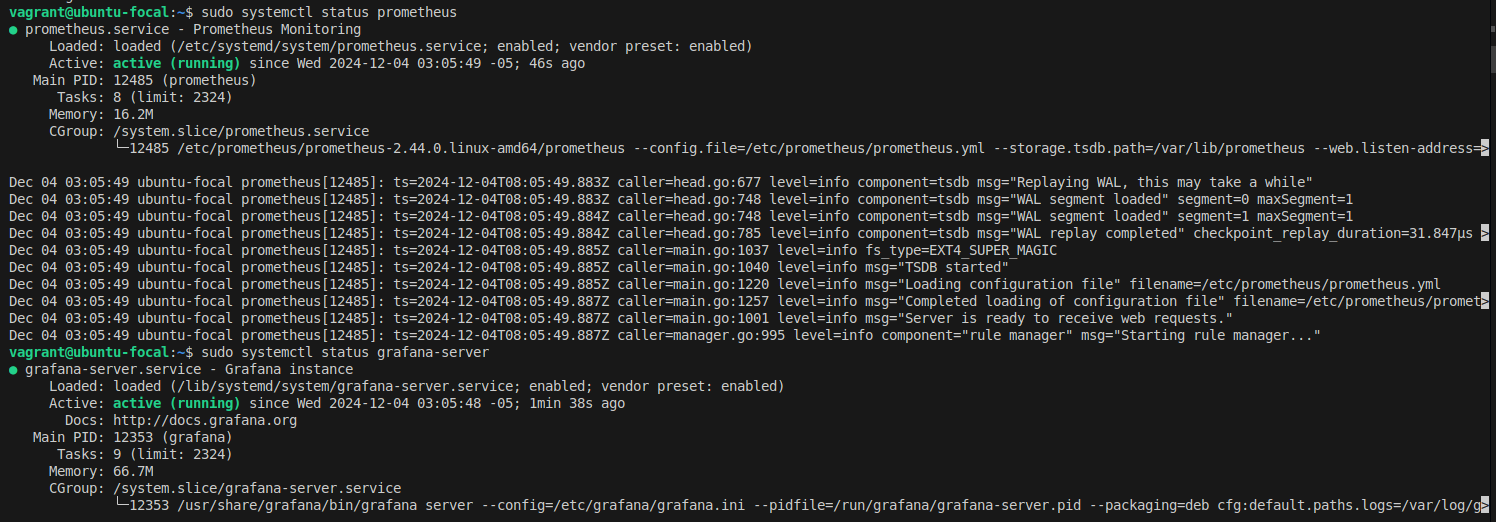 vagrant@ubuntu-focal:~$ sudo systemctl status prometheus
● prometheus.service - Prometheus Monitoring
     Loaded: loaded (/etc/systemd/system/prometheus.service; enabled; vendor preset: enabled)
     Active: active (running) since Wed 2024-12-04 03:05:49 -05; 46s ago
   Main PID: 12485 (prometheus)
      Tasks: 8 (limit: 2324)
     Memory: 16.2M
     CGroup: /system.slice/prometheus.service
             └─12485 /etc/prometheus/prometheus-2.44.0.linux-amd64/prometheus --config.file=/etc/prometheus/prometheus.yml --storage.tsdb.path=/var/lib/prometheus --web.listen-address=>
Dec 04 03:05:49 ubuntu-focal prometheus[12485]: ts=2024-12-04T08:05:49.883Z caller=head.go:677 level=info component=tsdb msg="Replaying WAL, this may take a while"
Dec 04 03:05:49 ubuntu-focal prometheus[12485]: ts=2024-12-04T08:05:49.883Z caller=head.go:748 level=info component=tsdb msg="WAL segment loaded" segment=0 maxSegment=1
Dec 04 03:05:49 ubuntu-focal prometheus[12485]: ts=2024-12-04T08:05:49.884Z caller=head.go:748 level=info component=tsdb msg="WAL segment loaded" segment=1 maxSegment=1
Dec 04 03:05:49 ubuntu-focal prometheus[12485]: ts=2024-12-04T08:05:49.884Z caller=head.go:785 level=info component=tsdb msg="WAL replay completed" checkpoint_replay_duration=31.847µs >
Dec 04 03:05:49 ubuntu-focal prometheus[12485]: ts=2024-12-04T08:05:49.885Z caller=main.go:1037 level=info fs_type=EXT4_SUPER_MAGIC
Dec 04 03:05:49 ubuntu-focal prometheus[12485]: ts=2024-12-04T08:05:49.885Z caller=main.go:1040 level=info msg="TSDB started"
Dec 04 03:05:49 ubuntu-focal prometheus[12485]: ts=2024-12-04T08:05:49.885Z caller=main.go:1220 level=info msg="Loading configuration file" filename=/etc/prometheus/prometheus.yml
Dec 04 03:05:49 ubuntu-focal prometheus[12485]: ts=2024-12-04T08:05:49.887Z caller=main.go:1257 level=info msg="Completed loading of configuration file" filename=/etc/prometheus/promet>
Dec 04 03:05:49 ubuntu-focal prometheus[12485]: ts=2024-12-04T08:05:49.887Z caller=main.go:1001 level=info msg="Server is ready to receive web requests."
Dec 04 03:05:49 ubuntu-focal prometheus[12485]: ts=2024-12-04T08:05:49.887Z caller=manager.go:995 level=info component="rule manager" msg="Starting rule manager..."
vagrant@ubuntu-focal:~$ sudo systemctl status grafana-server
● grafana-server.service - Grafana instance
     Loaded: loaded (/lib/systemd/system/grafana-server.service; enabled; vendor preset: enabled)
     Active: active (running) since Wed 2024-12-04 03:05:48 -05; 1min 38s ago
       Docs: http://docs.grafana.org
   Main PID: 12353 (grafana)
      Tasks: 9 (limit: 2324)
     Memory: 66.7M
     CGroup: /system.slice/grafana-server.service
             └─12353 /usr/share/grafana/bin/grafana server --config=/etc/grafana/grafana.ini --pidfile=/run/grafana/grafana-server.pid --packaging=deb cfg:default.paths.logs=/var/log/g>